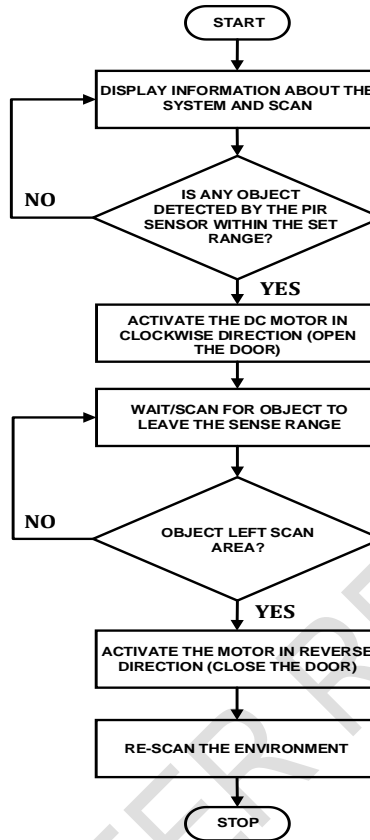 START
DISPLAY INFORMATION ABOUT THE
SYSTEM AND SCAN
IS ANY OBJECT
DETECTED BY THE PIR
SENSOR WITHIN THE SET
RANGE?
NO
YES
ACTIVATE THE DC MOTOR IN
CLOCKWISE DIRECTION (OPEN
THE DOOR)
WAIT/SCAN FOR OBJECT TO
LEAVE THE SENSE RANGE
NO
OBJECT LEFT SCAN
AREA?
YES
ACTIVATE THE MOTOR IN REVERSE
DIRECTION (CLOSE THE DOOR)
RE-SCAN THE ENVIRONMENT
STOP